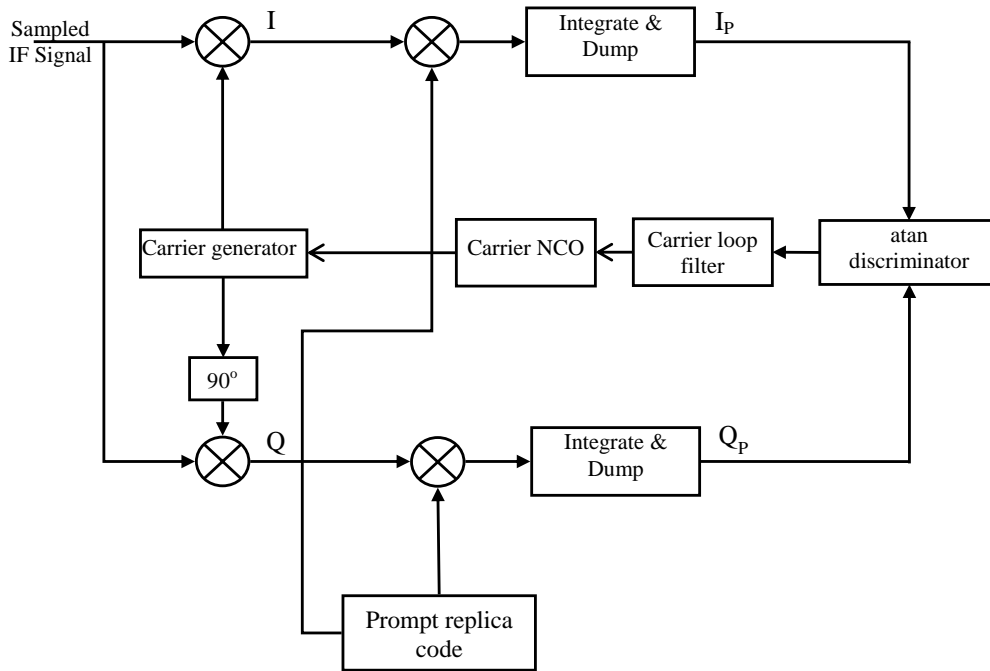 Sampled
IF Signal
I
Integrate &
Dump
I_P
Carrier generator
Carrier NCO
Carrier loop
filter
atan
discriminator
90°
Q
Integrate &
Dump
Q_P
Prompt replica
code